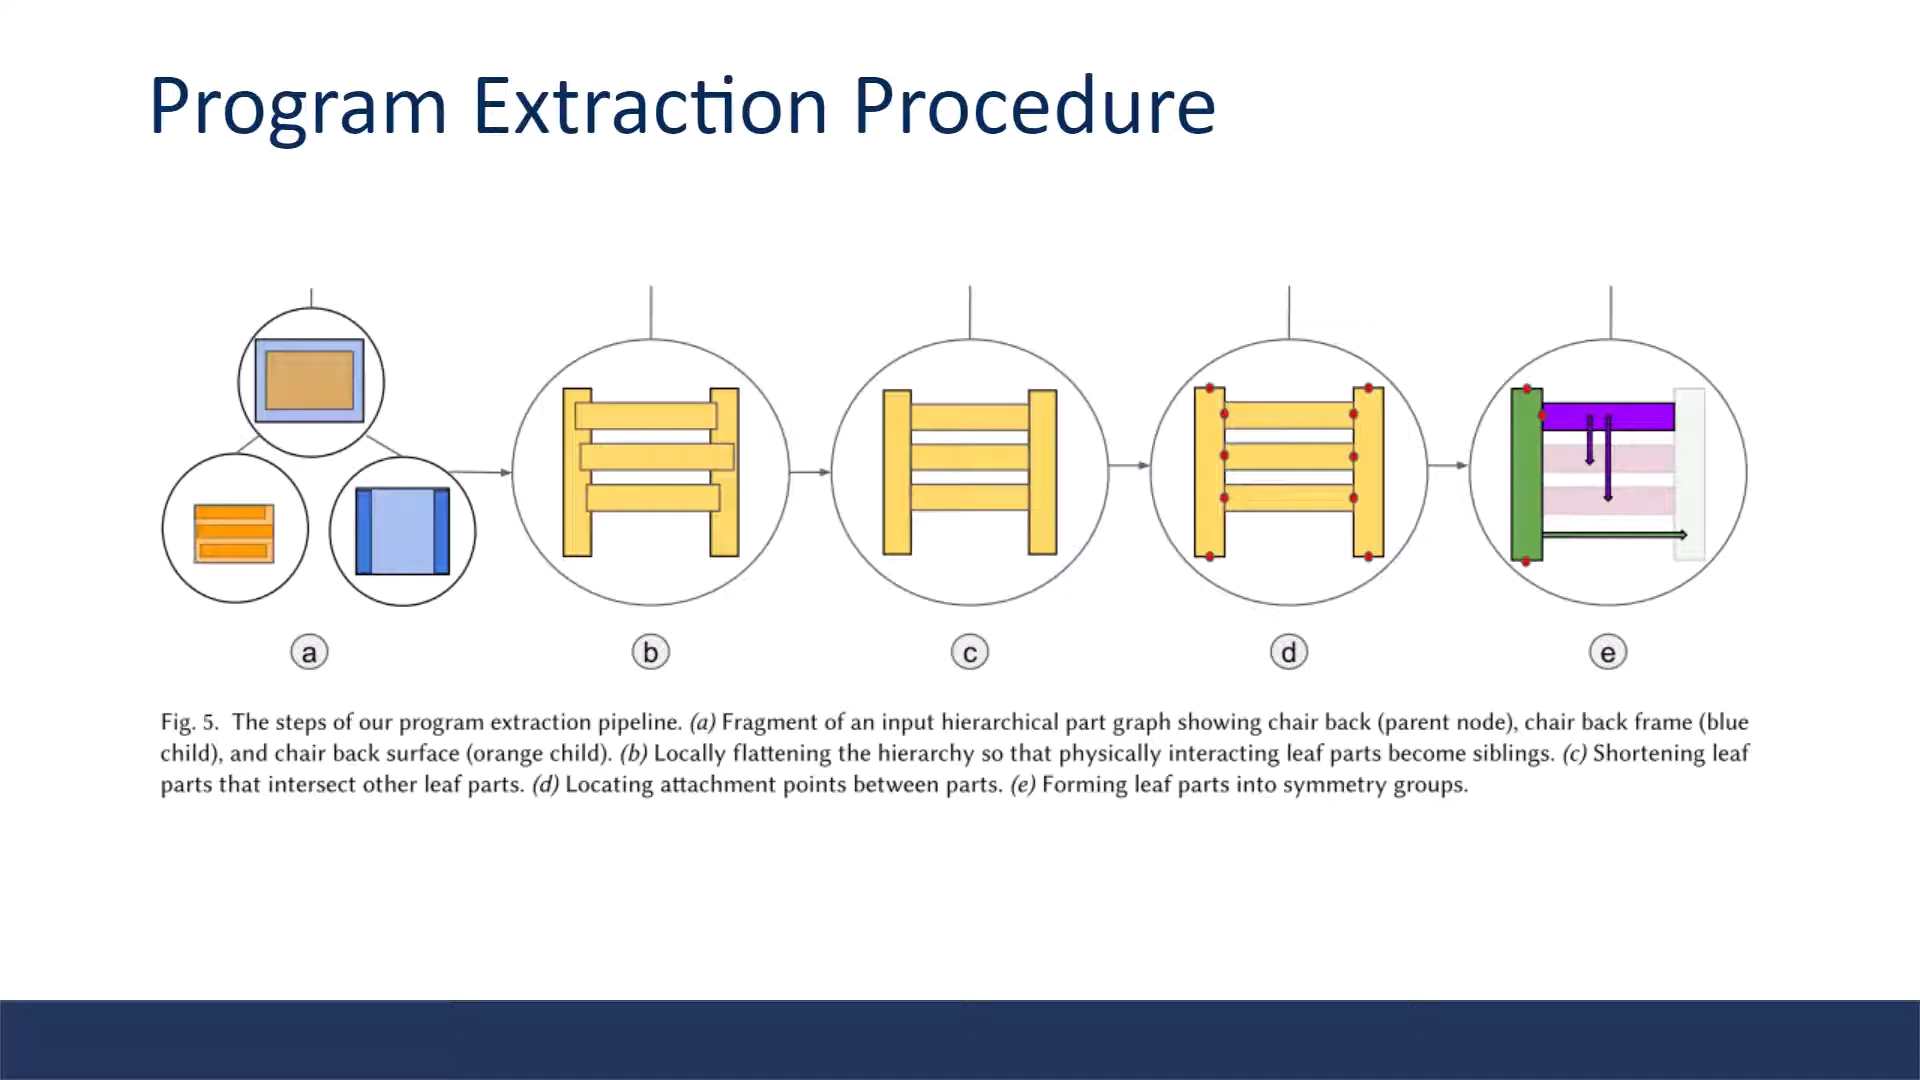 Program Extraction Procedure
a
b
c
d
e
Fig. 5. The steps of our program extraction pipeline. (a) Fragment of an input hierarchical part graph showing chair back (parent node), chair back frame (blue
child), and chair back surface (orange child). (b) Locally flattening the hierarchy so that physically interacting leaf parts become siblings. (c) Shortening leaf
parts that intersect other leaf parts. (d) Locating attachment points between parts. (e) Forming leaf parts into symmetry groups.